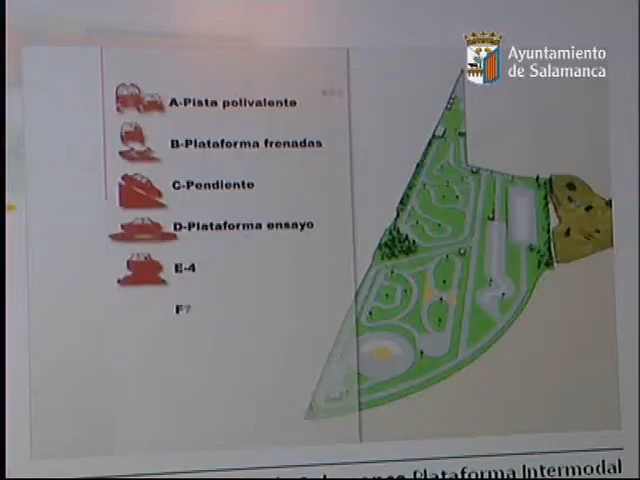 Ayuntamiento
de Salamanca
A-Pista polivalente
B-Plataforma frenadas
C-Pendiente
D-Plataforma ensayo
E-4
F?
Plataforma Intermodal